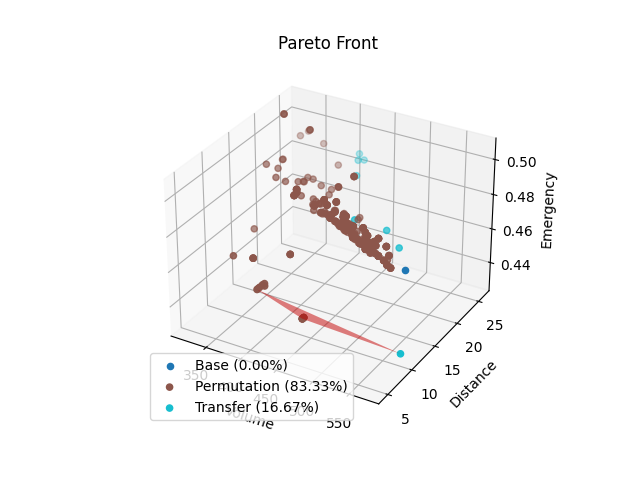 Pareto Front
0.50
0.48
0.46
0.44
Emergency
25
20
15
10
5
Distance
350
450
550
Volume
Base (0.00%)
Permutation (83.33%)
Transfer (16.67%)